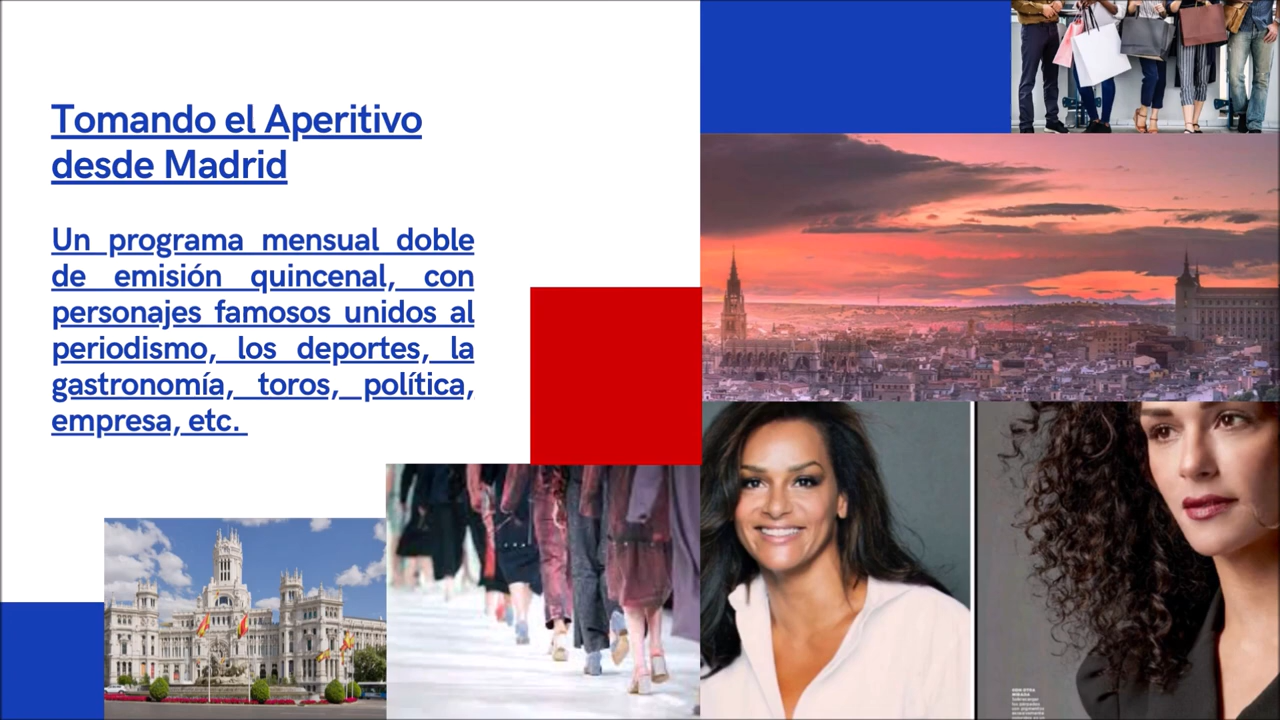 Tomando el Aperitivo
desde Madrid
Un programa mensual doble
de emisión quincenal, con
personajes famosos unidos al
periodismo, los deportes, la
gastronomía, toros, política,
empresa, etc.